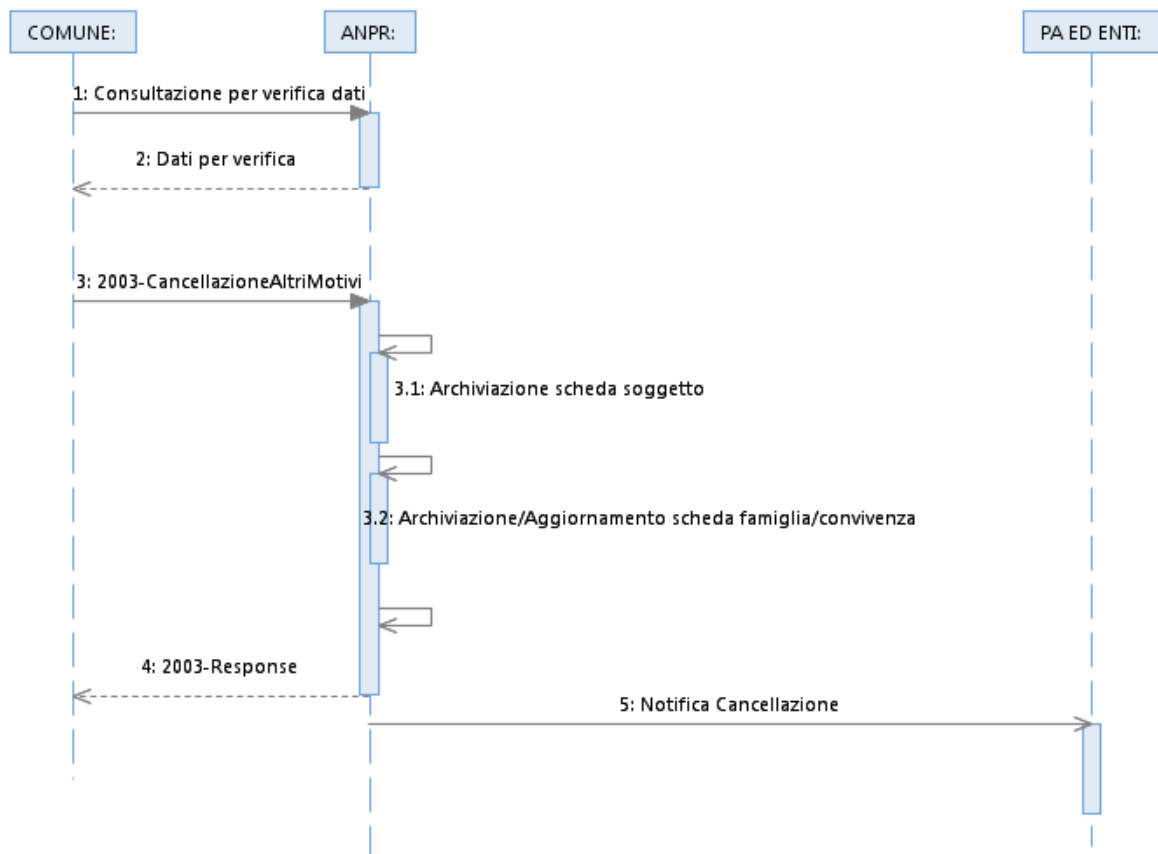 COMUNE:
ANPR:
PA ED ENTI:
1: Consultazione per verifica dati
2: Dati per verifica
3: 2003-CancellazioneAltriMotivi
3.1: Archiviazione scheda soggetto
3.2: Archiviazione/Aggiornamento scheda famiglia/convivenza
4: 2003-Response
5: Notifica Cancellazione